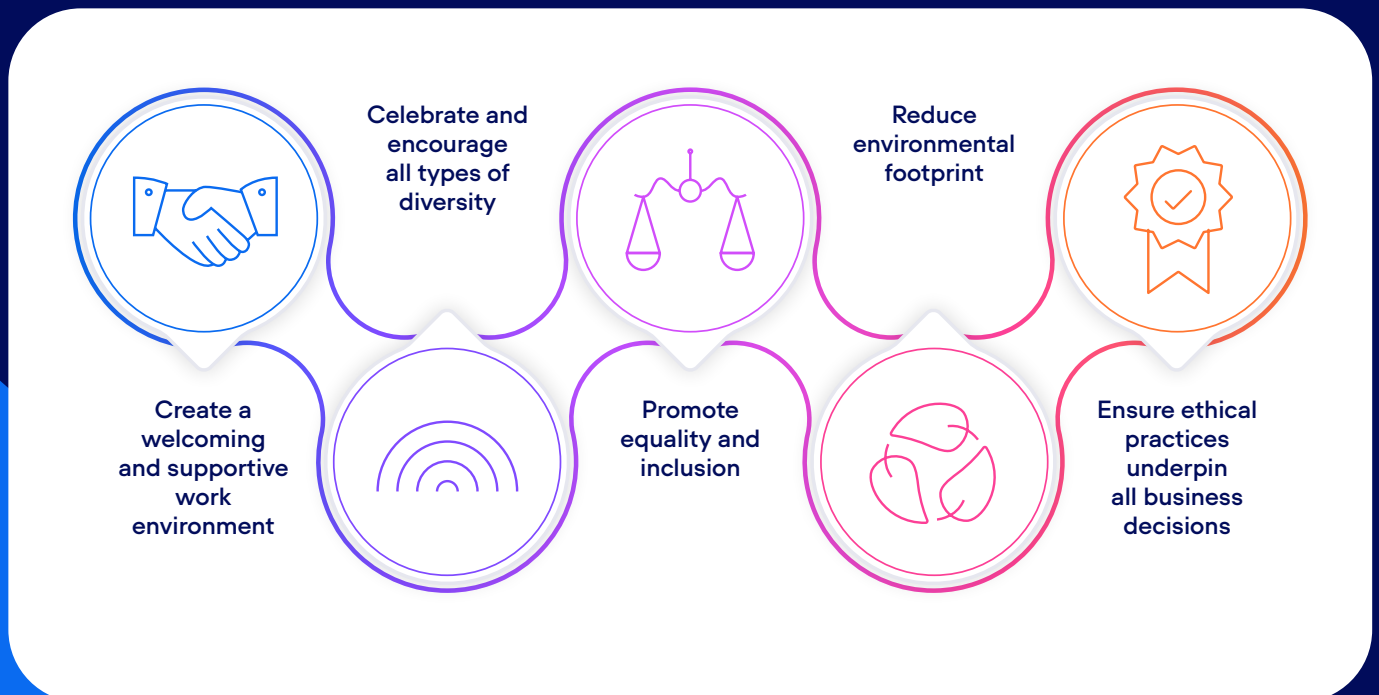 Celebrate and
encourage
all types of
diversity
Reduce
environmental
footprint
Create a
welcoming
and supportive
work
environment
Promote
equality and
inclusion
Ensure ethical
practices
underpin
all business
decisions